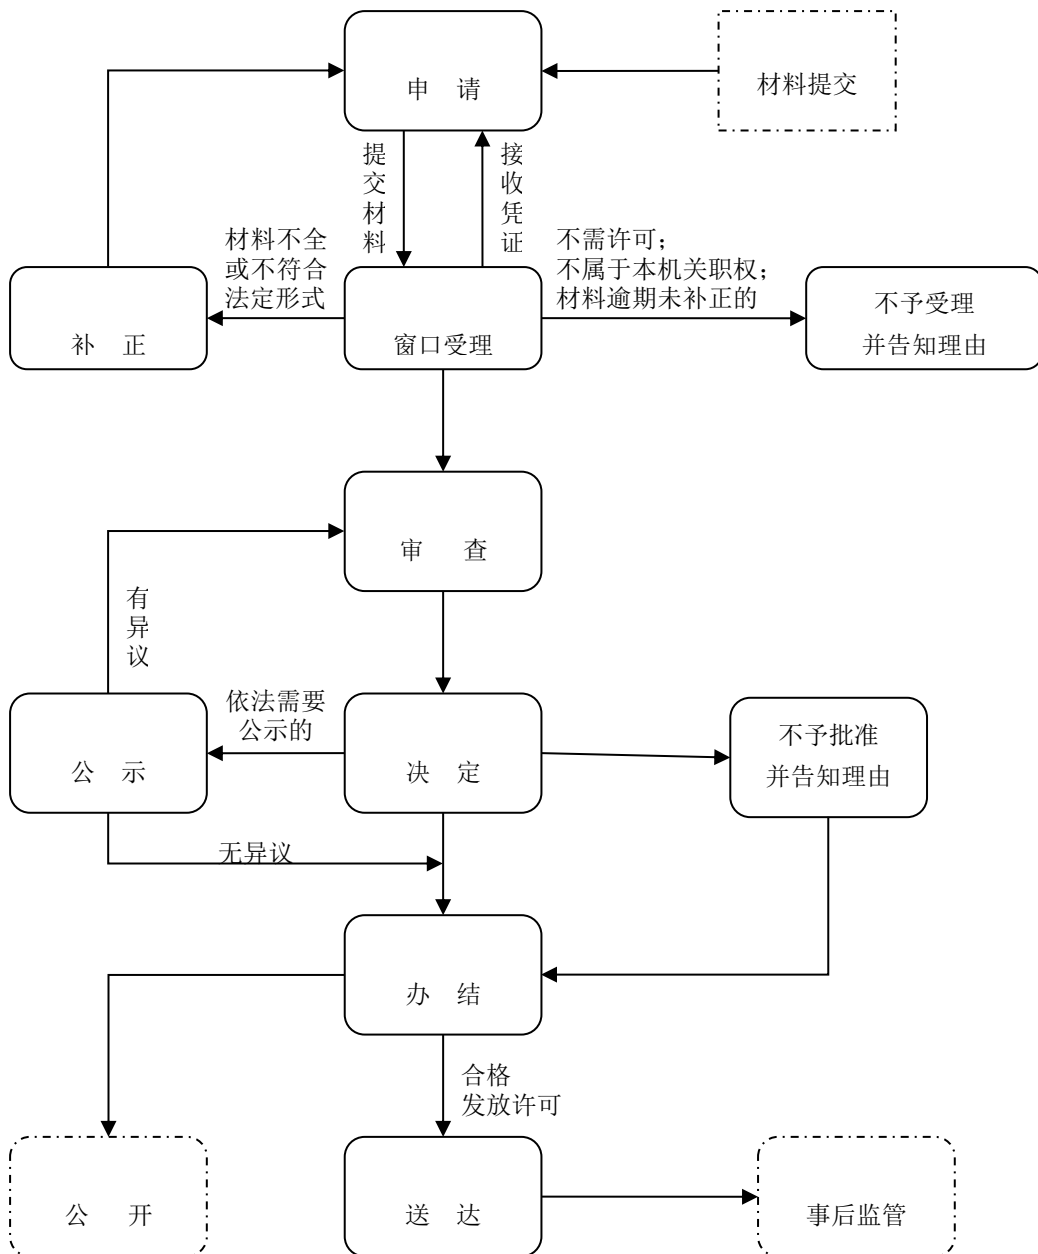 申 请
材料提交
提交材料
接收凭证
材料不全
或不符合
法定形式
不需许可；
不属于本机关职权；
材料逾期未补正的
补 正
窗口受理
不予受理
并告知理由
审 查
有异议
依法需要
公示的
公 示
决 定
不予批准
并告知理由
无异议
办 结
合格
发放许可
公 开
送 达
事后监管